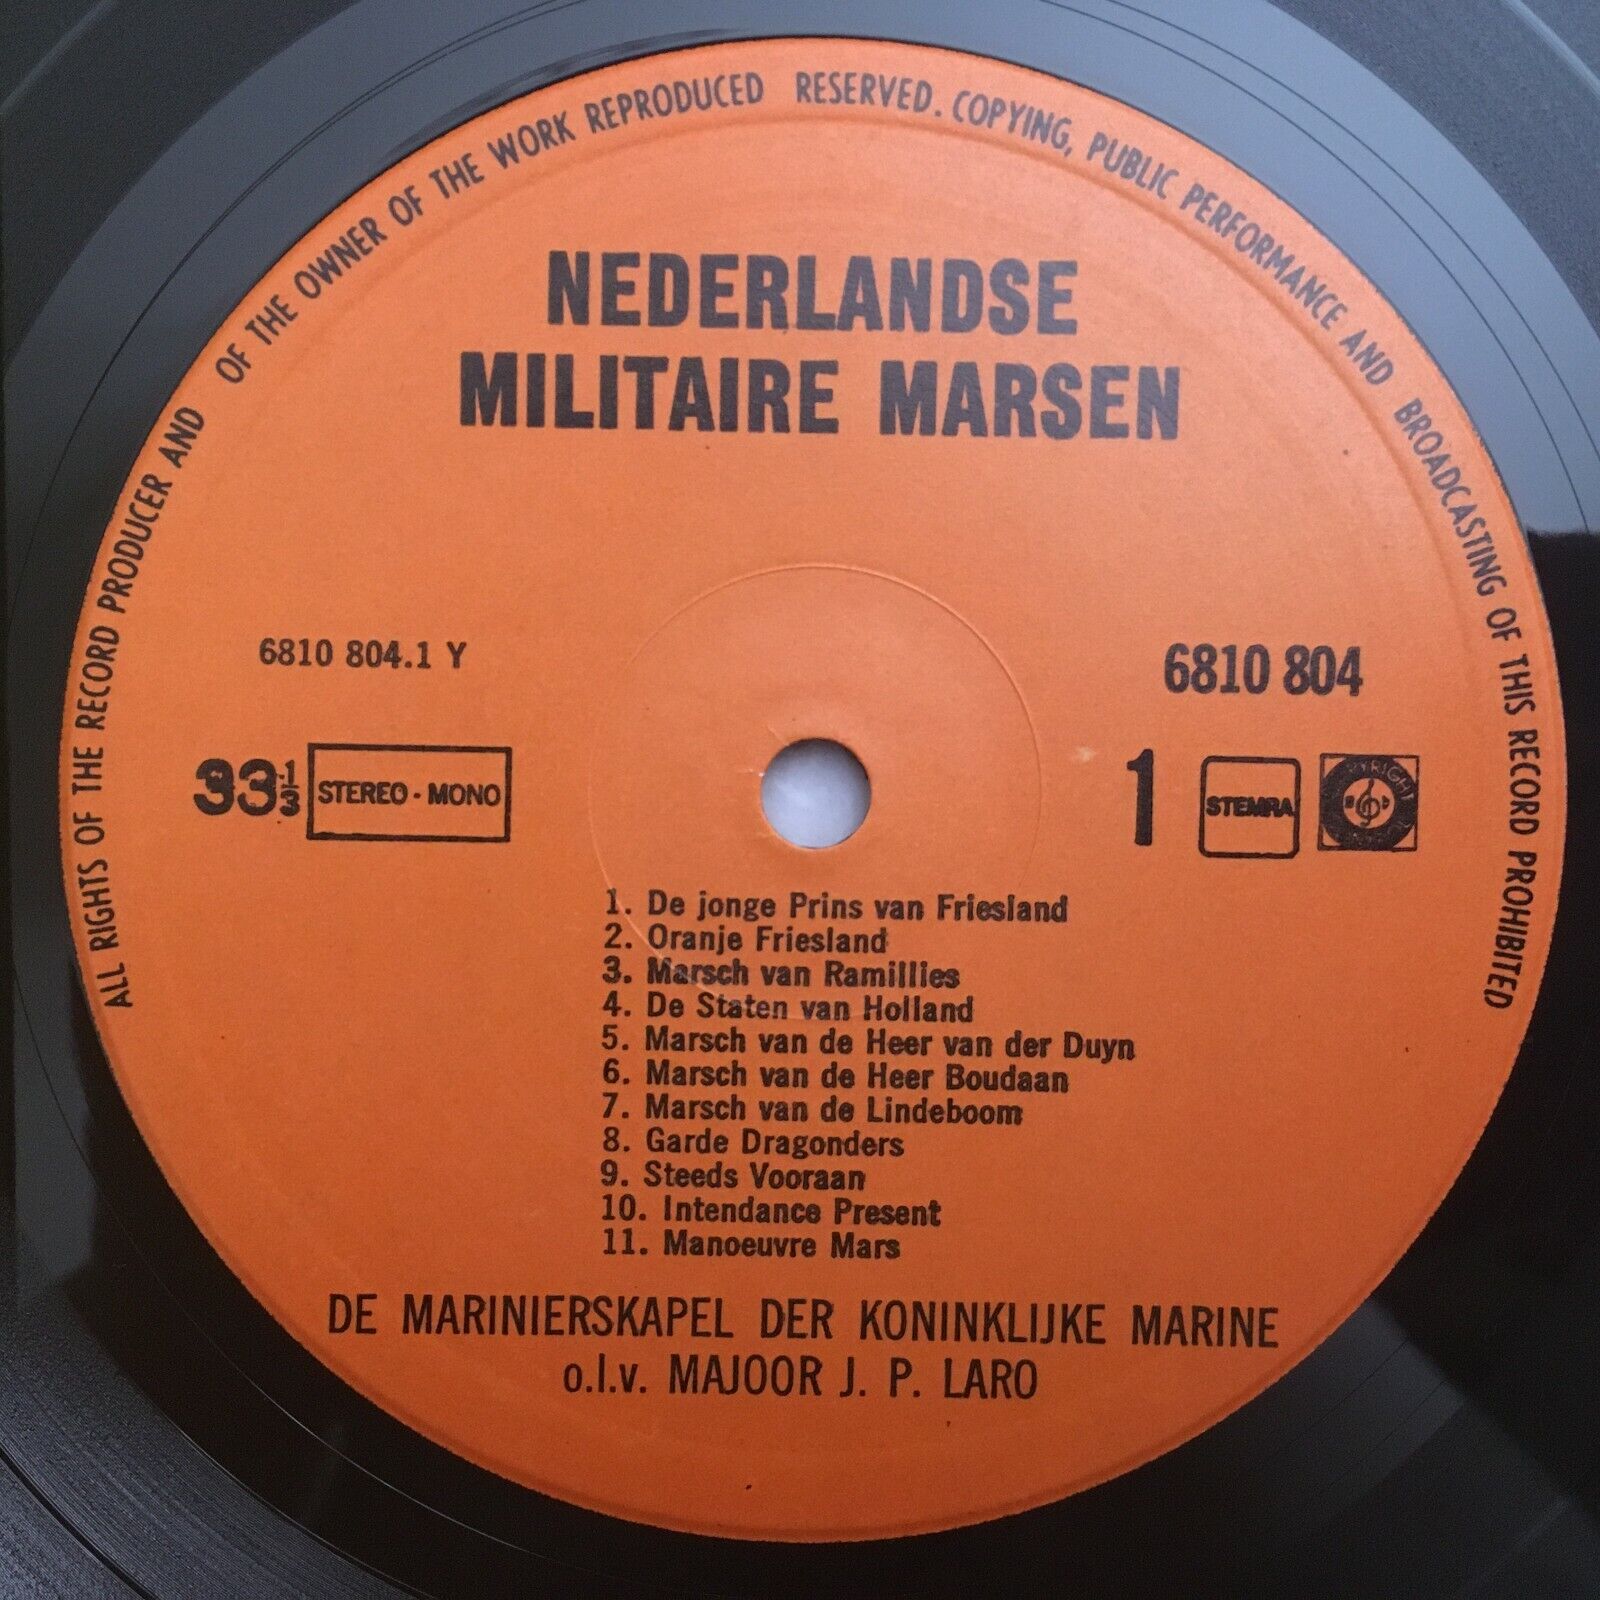 ALL RIGHTS OF THE RECORD PRODUCER AND OF THE OWNER OF THE WORK REPRODUCED RESERVED. COPYING, PUBLIC PERFORMANCE AND BROADCASTING OF THIS RECORD PROHIBITED
NEDERLANDSE
MILITAIRE MARSEN
6810 804.1 Y
6810 804
33 1/3
STEREO - MONO
1
STEMRA
COPYRIGHT
1. De jonge Prins van Friesland
2. Oranje Friesland
3. Marsch van Ramillies
4. De Staten van Holland
5. Marsch van de Heer van der Duyn
6. Marsch van de Heer Boudaan
7. Marsch van de Lindeboom
8. Garde Dragonders
9. Steeds Vooraan
10. Intendance Present
11. Manoeuvre Mars
DE MARINIERSKAPEL DER KONINKLIJKE MARINE
o.l.v. MAJOOR J. P. LARO